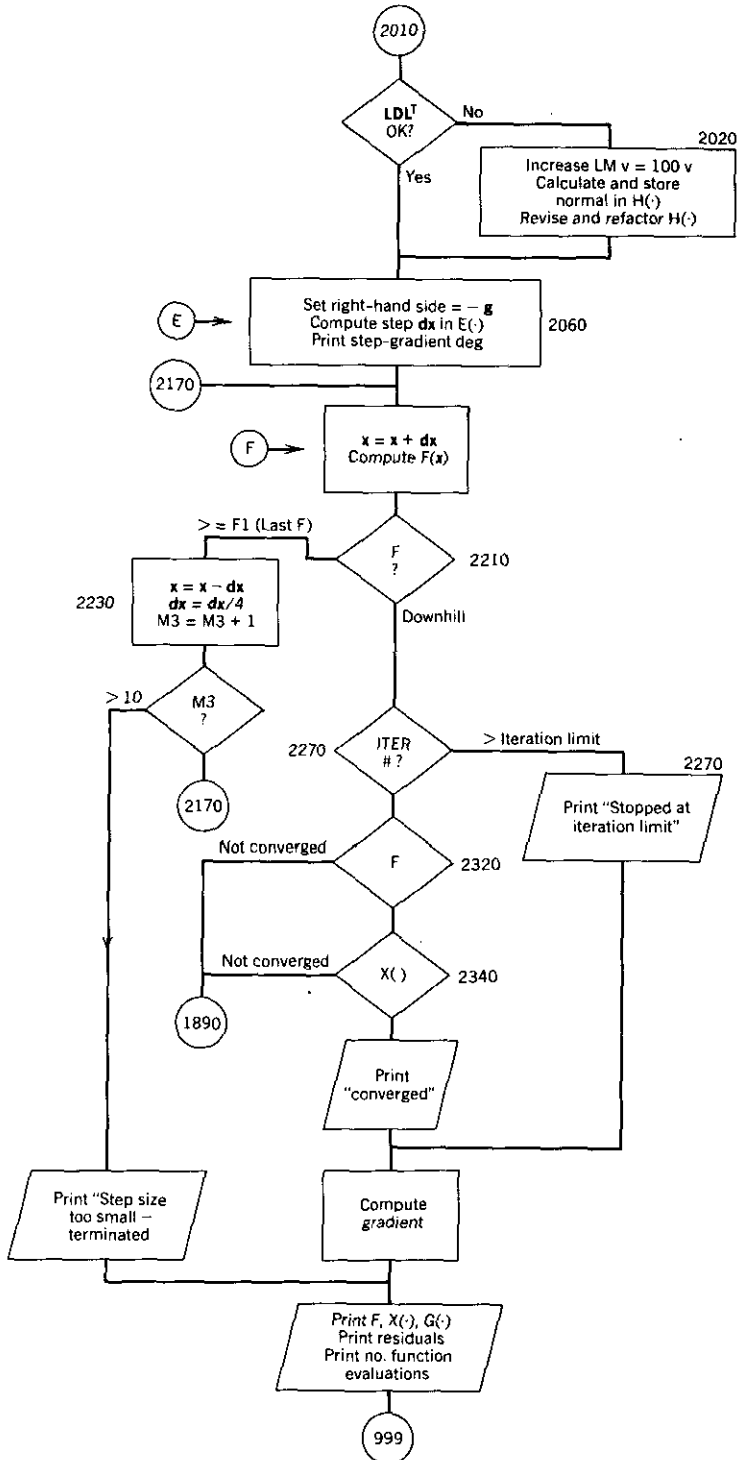 2010
LDLᵀ
OK?
No
Yes
2020
Increase LM v = 100 v
Calculate and store
normal in H(·)
Revise and refactor H(·)
E
Set right-hand side = – g
Compute step dx in E(·)
Print step-gradient deg
2060
2170
F
x = x + dx
Compute F(x)
> = F1 (Last F)
F
?
2210
Downhill
2230
x = x – dx
dx = dx/4
M3 = M3 + 1
> 10
M3
?
2170
2270
ITER
# ?
> Iteration limit
2270
Print "Stopped at
iteration limit"
Not converged
F
2320
Not converged
X( )
2340
1890
Print
"converged"
Print "Step size
too small –
terminated
Compute
gradient
Print F, X(·), G(·)
Print residuals
Print no. function
evaluations
999